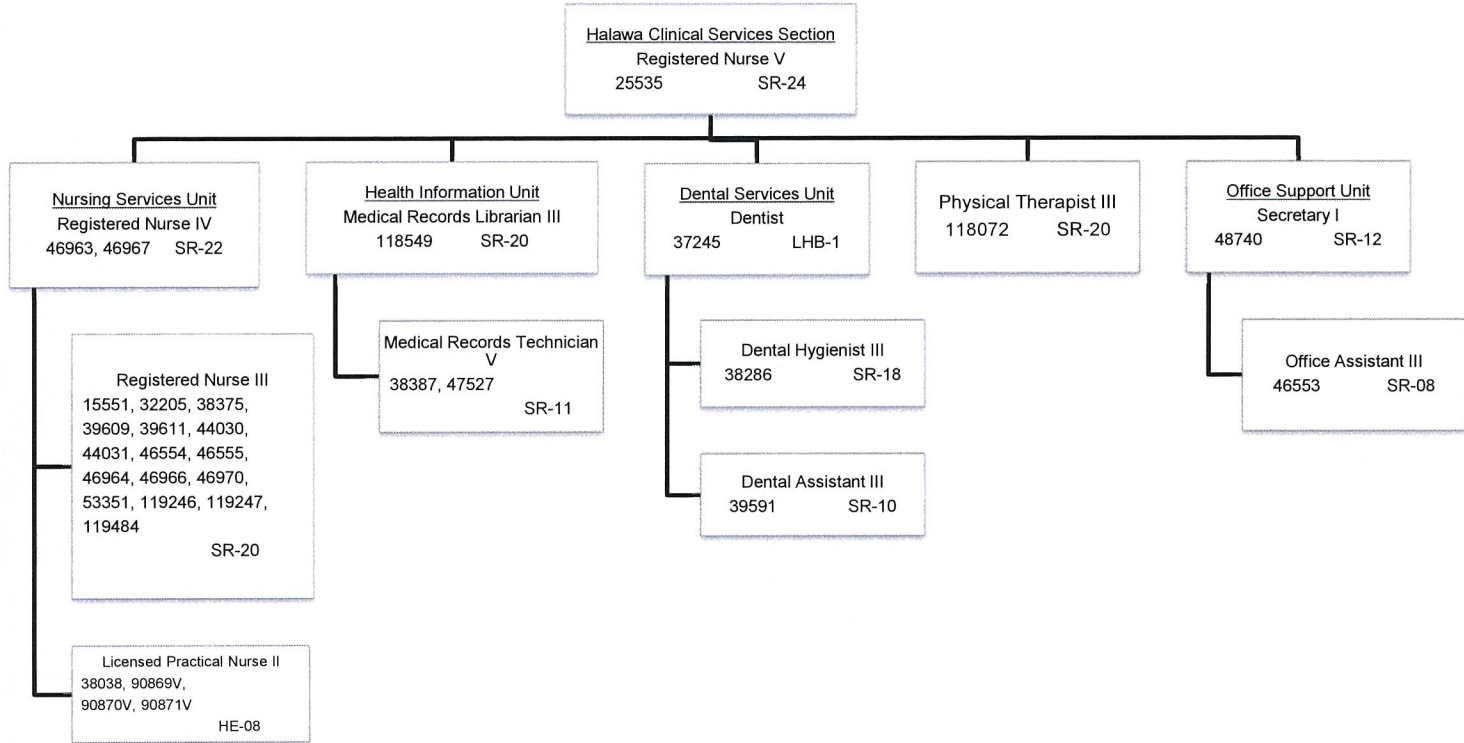 Halawa Clinical Services Section
Registered Nurse V
25535 SR-24
Nursing Services Unit
Registered Nurse IV
46963, 46967 SR-22
Health Information Unit
Medical Records Librarian III
118549 SR-20
Dental Services Unit
Dentist
37245 LHB-1
Physical Therapist III
118072 SR-20
Office Support Unit
Secretary I
48740 SR-12
Registered Nurse III
15551, 32205, 38375,
39609, 39611, 44030,
44031, 46554, 46555,
46964, 46966, 46970,
53351, 119246, 119247,
119484
SR-20
Licensed Practical Nurse II
38038, 90869V,
90870V, 90871V
HE-08
Medical Records Technician
V
38387, 47527
SR-11
Dental Hygienist III
38286 SR-18
Dental Assistant III
39591 SR-10
Office Assistant III
46553 SR-08